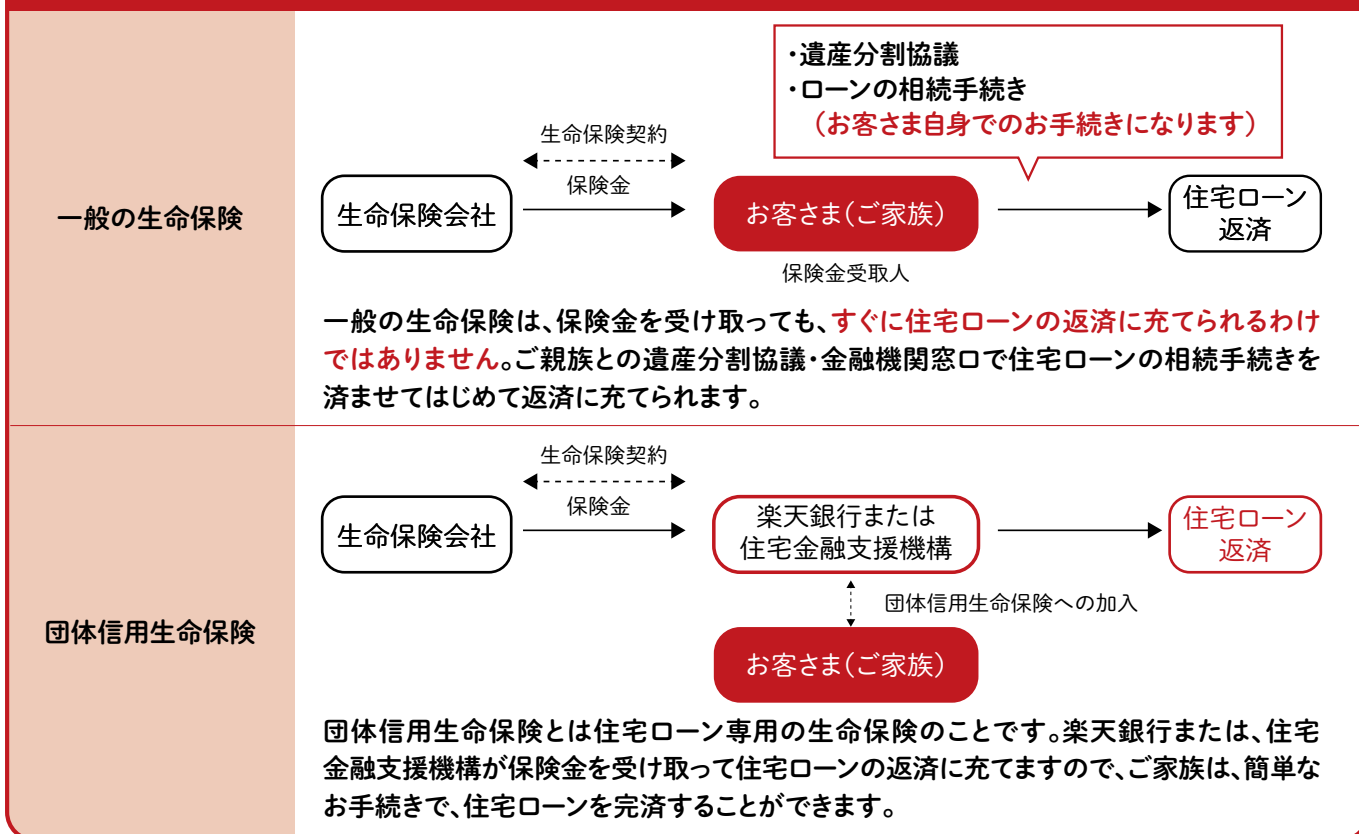 一般の生命保険
・遺産分割協議
・ローンの相続手続き
（お客さま自身でのお手続きになります）
生命保険契約
保険金
生命保険会社
お客さま（ご家族）
住宅ローン
返済
保険金受取人
一般の生命保険は、保険金を受け取っても、すぐに住宅ローンの返済に充てられるわけ
ではありません。ご親族との遺産分割協議・金融機関窓口で住宅ローンの相続手続きを
済ませてはじめて返済に充てられます。
団体信用生命保険
生命保険契約
保険金
生命保険会社
楽天銀行または
住宅金融支援機構
住宅ローン
返済
団体信用生命保険への加入
お客さま（ご家族）
団体信用生命保険とは住宅ローン専用の生命保険のことです。楽天銀行または、住宅
金融支援機構が保険金を受け取って住宅ローンの返済に充てますので、ご家族は、簡単な
お手続きで、住宅ローンを完済することができます。